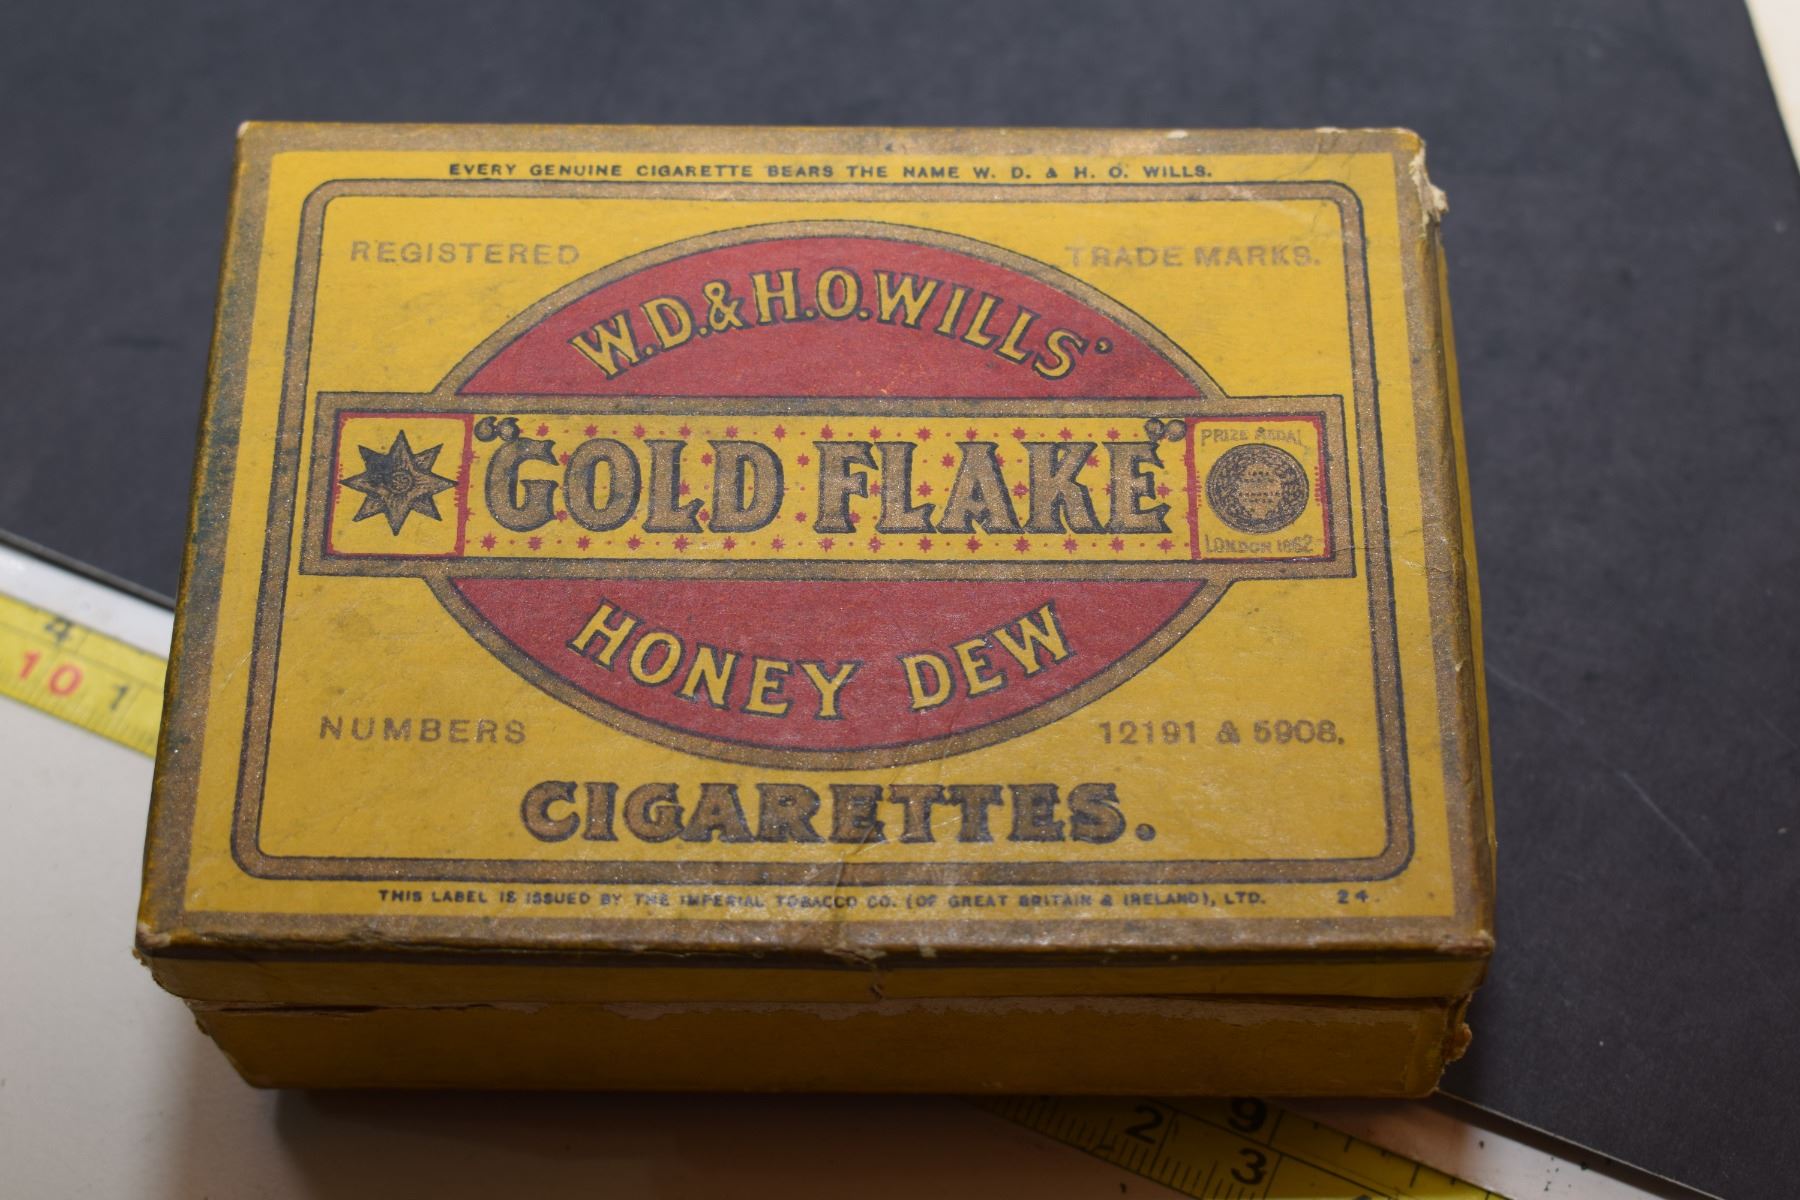 EVERY GENUINE CIGARETTE BEARS THE NAME W. D. & H. O. WILLS.
REGISTERED TRADE MARKS.
W.D.&H.O.WILLS'
"GOLD FLAKE"
PRIZE MEDAL
LONDON 1862
HONEY DEW
NUMBERS 12191 & 5908.
CIGARETTES.
THIS LABEL IS ISSUED BY THE IMPERIAL TOBACCO CO. (OF GREAT BRITAIN & IRELAND), LTD. 24.
4
10 1
2 9
3